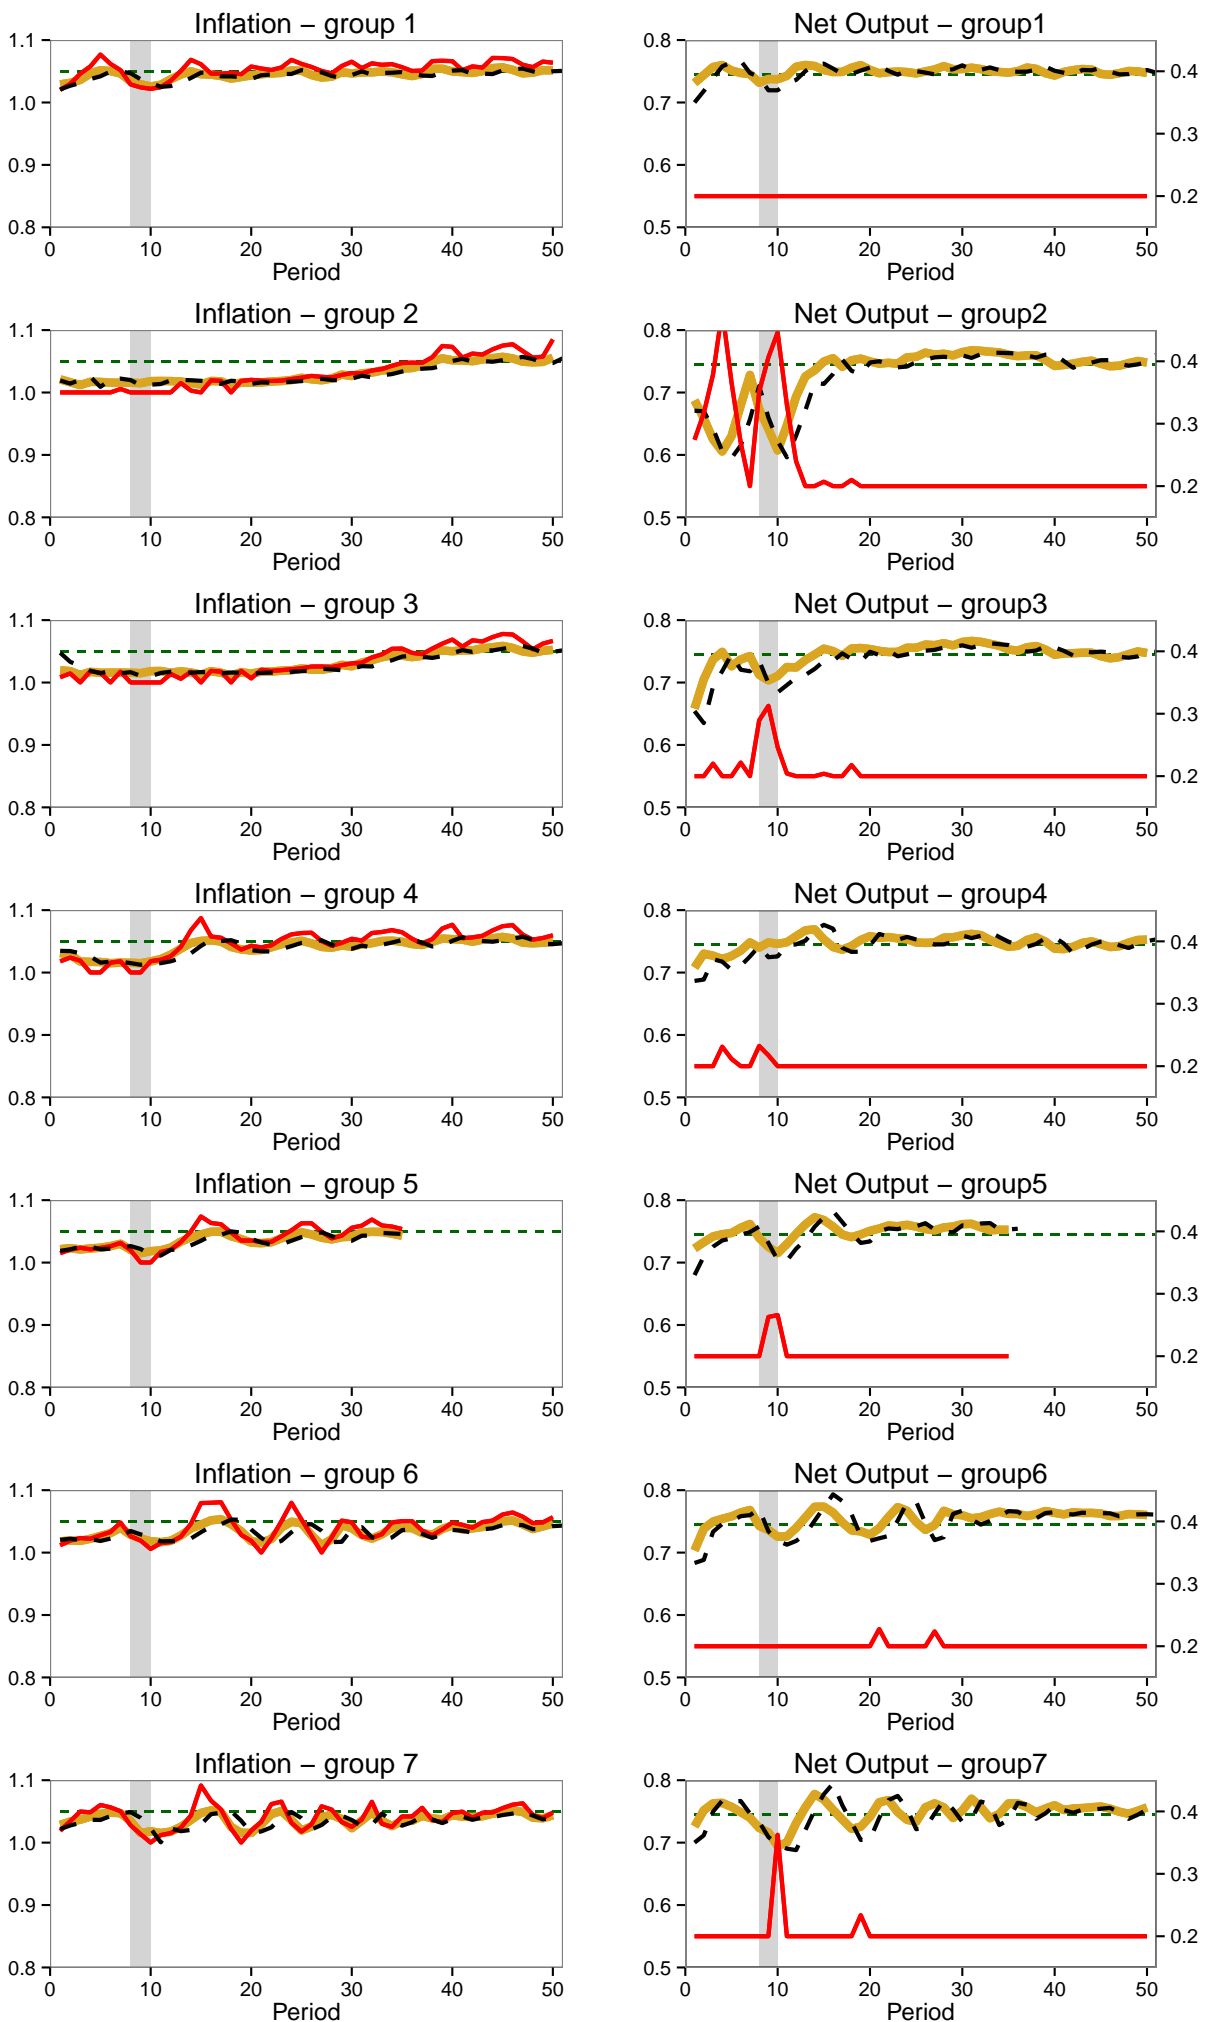 Inflation – group 1
1.1
1.0
0.9
0.8
0 10 20 30 40 50
Period
Net Output – group1
0.8
0.7
0.6
0.5
0.4
0.3
0.2
0 10 20 30 40 50
Period
Inflation – group 2
1.1
1.0
0.9
0.8
0 10 20 30 40 50
Period
Net Output – group2
0.8
0.7
0.6
0.5
0.4
0.3
0.2
0 10 20 30 40 50
Period
Inflation – group 3
1.1
1.0
0.9
0.8
0 10 20 30 40 50
Period
Net Output – group3
0.8
0.7
0.6
0.5
0.4
0.3
0.2
0 10 20 30 40 50
Period
Inflation – group 4
1.1
1.0
0.9
0.8
0 10 20 30 40 50
Period
Net Output – group4
0.8
0.7
0.6
0.5
0.4
0.3
0.2
0 10 20 30 40 50
Period
Inflation – group 5
1.1
1.0
0.9
0.8
0 10 20 30 40 50
Period
Net Output – group5
0.8
0.7
0.6
0.5
0.4
0.3
0.2
0 10 20 30 40 50
Period
Inflation – group 6
1.1
1.0
0.9
0.8
0 10 20 30 40 50
Period
Net Output – group6
0.8
0.7
0.6
0.5
0.4
0.3
0.2
0 10 20 30 40 50
Period
Inflation – group 7
1.1
1.0
0.9
0.8
0 10 20 30 40 50
Period
Net Output – group7
0.8
0.7
0.6
0.5
0.4
0.3
0.2
0 10 20 30 40 50
Period